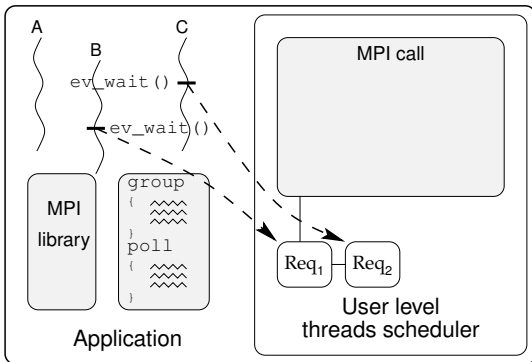 A
B
C
MPI call
ev_wait()
ev_wait()
MPI
library
group
{
}
poll
{
}
Req1
Req2
Application
User level
threads scheduler